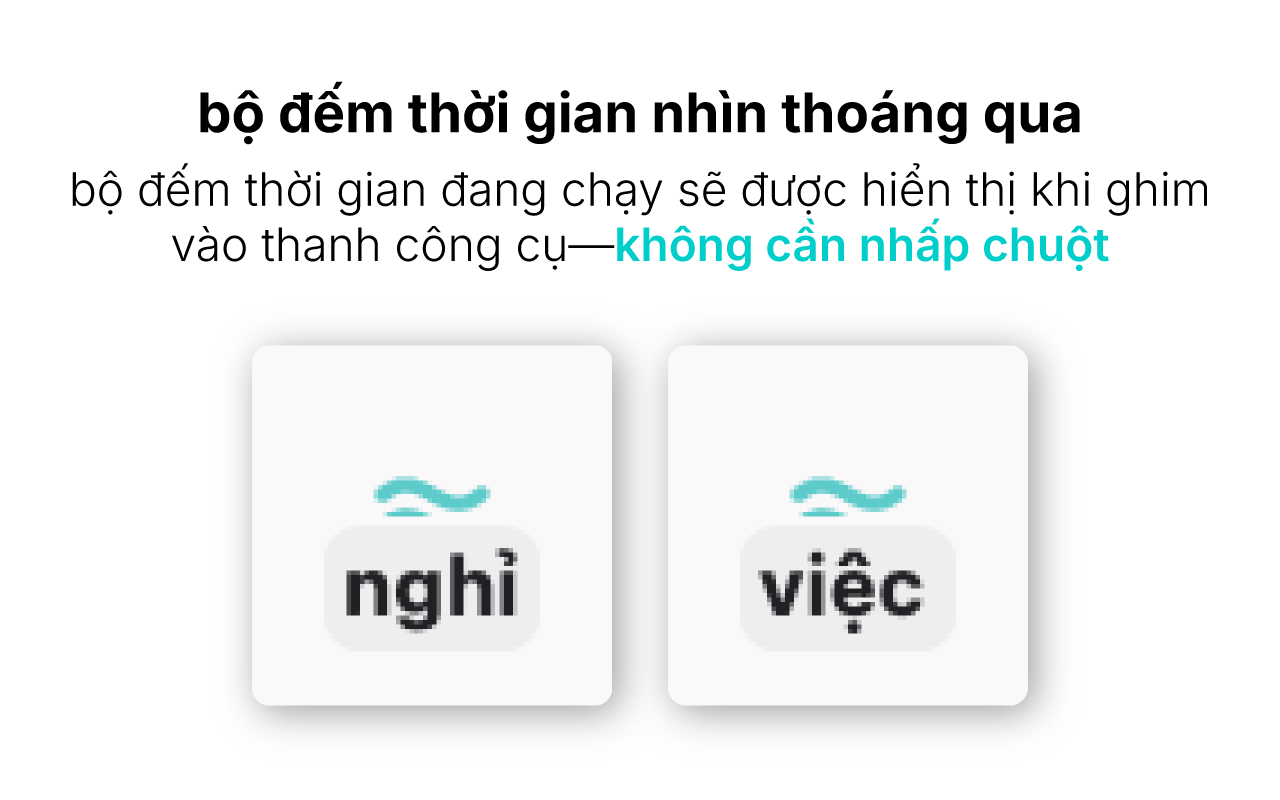 bộ đếm thời gian nhìn thoáng qua
bộ đếm thời gian đang chạy sẽ được hiển thị khi ghim
vào thanh công cụ—không cần nhấp chuột
nghỉ
việc